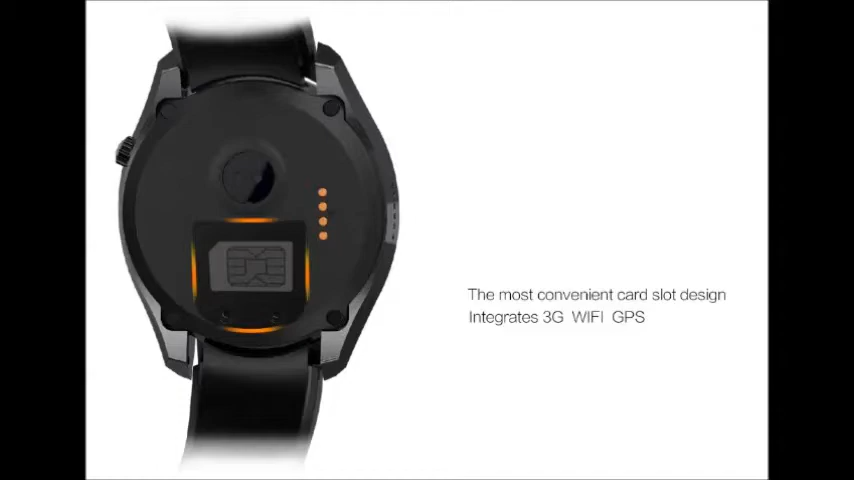 The most convenient card slot design
Integrates 3G WIFI GPS